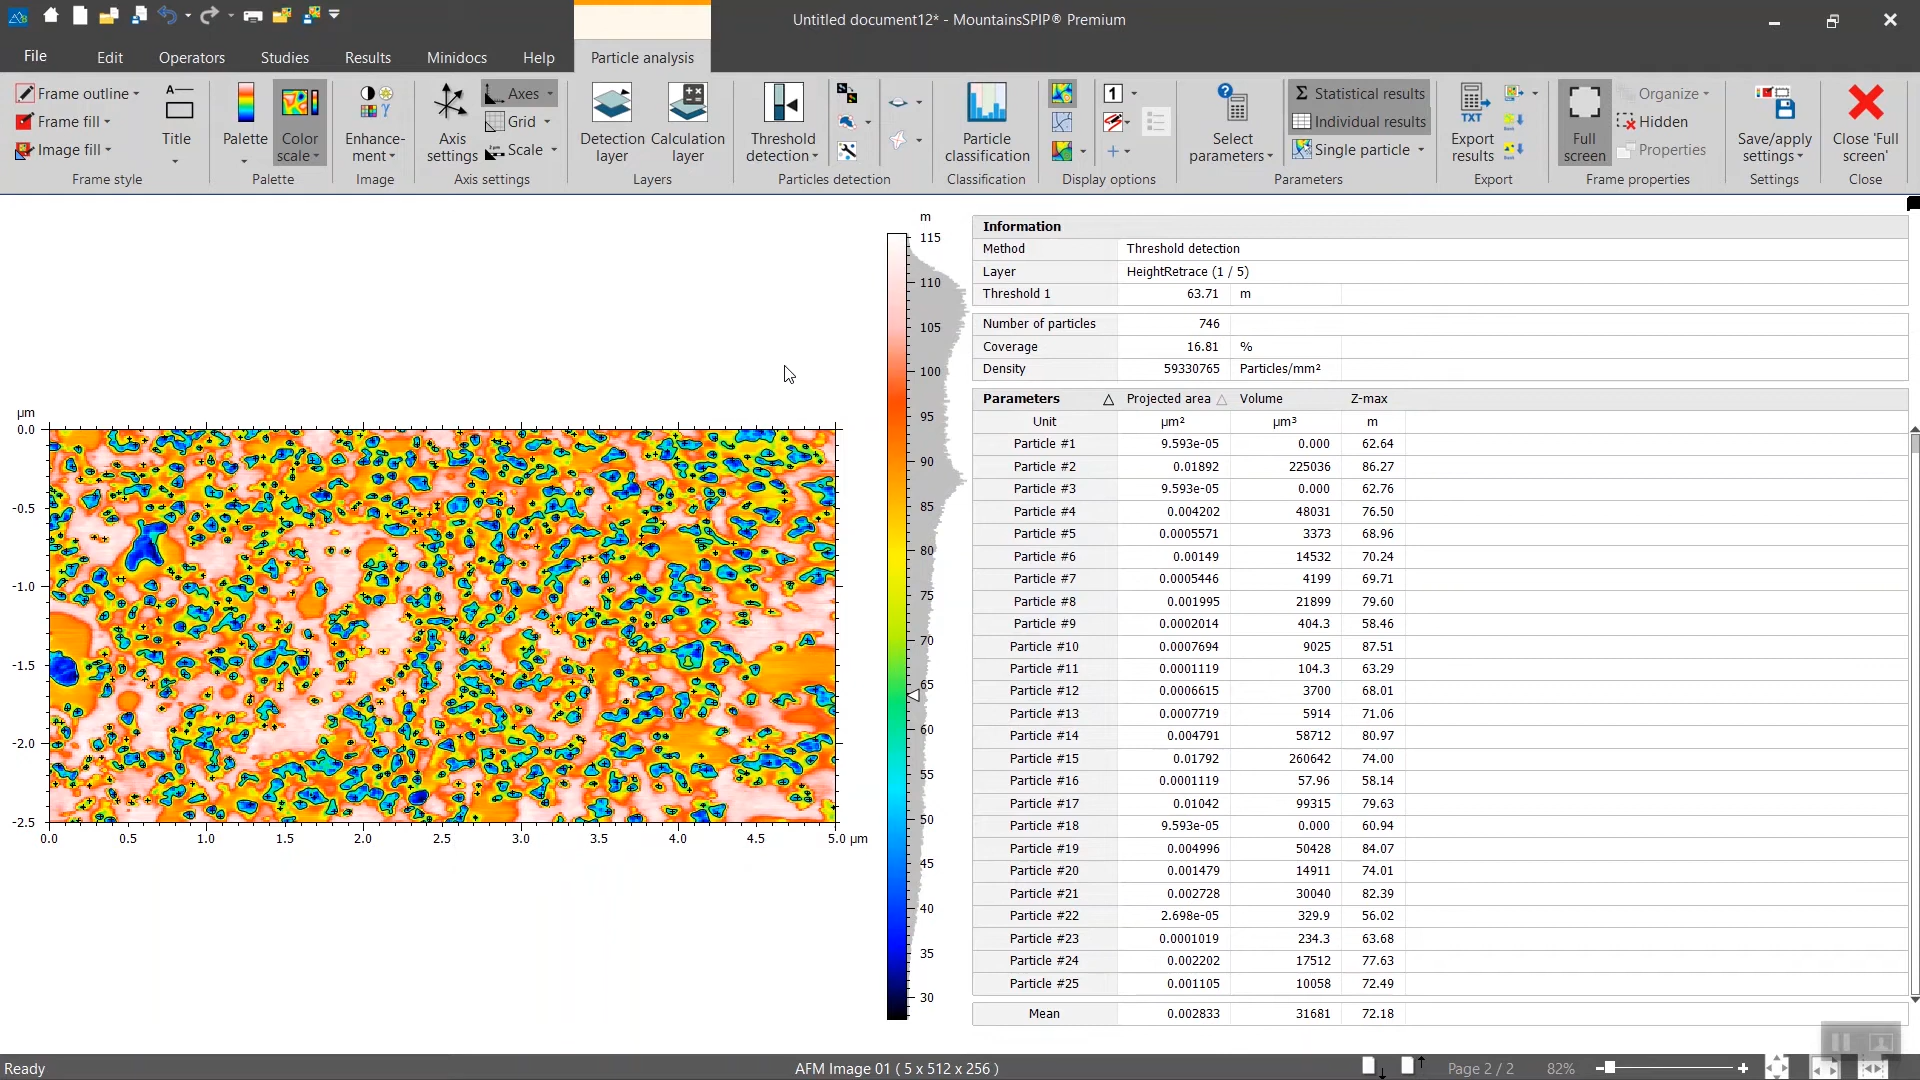 Untitled document12* - MountainsSPIP® Premium
File Edit Operators Studies Results Minidocs Help Particle analysis
Frame outline
Frame fill
Image fill
Frame style
A
Title
Palette
Color scale
Palette
Enhance-ment
Image
Axis settings
Axes
Grid
Scale
Axis settings
Detection layer
Calculation layer
Layers
Threshold detection
Particles detection
Particle classification
Classification
1
Display options
?
Select parameters
Σ Statistical results
Individual results
Single particle
Parameters
TXT
Export results
Export
Full screen
Organize
Hidden
Properties
Frame properties
Save/apply settings
Settings
Close 'Full screen'
Close
µm
0.0
-0.5
-1.0
-1.5
-2.0
-2.5
0.0 0.5 1.0 1.5 2.0 2.5 3.0 3.5 4.0 4.5 5.0 µm
m
115
110
105
100
95
90
85
80
75
70
65
60
55
50
45
40
35
30
Information
Method Threshold detection
Layer HeightRetrace (1 / 5)
Threshold 1 63.71 m
Number of particles 746
Coverage 16.81 %
Density 59330765 Particles/mm²
Parameters Projected area Volume Z-max
Unit µm² µm³ m
Particle #1 9.593e-05 0.000 62.64
Particle #2 0.01892 225036 86.27
Particle #3 9.593e-05 0.000 62.76
Particle #4 0.004202 48031 76.50
Particle #5 0.0005571 3373 68.96
Particle #6 0.00149 14532 70.24
Particle #7 0.0005446 4199 69.71
Particle #8 0.001995 21899 79.60
Particle #9 0.0002014 404.3 58.46
Particle #10 0.0007694 9025 87.51
Particle #11 0.0001119 104.3 63.29
Particle #12 0.0006615 3700 68.01
Particle #13 0.0007719 5914 71.06
Particle #14 0.004791 58712 80.97
Particle #15 0.01792 260642 74.00
Particle #16 0.0001119 57.96 58.14
Particle #17 0.01042 99315 79.63
Particle #18 9.593e-05 0.000 60.94
Particle #19 0.004996 50428 84.07
Particle #20 0.001479 14911 74.01
Particle #21 0.002728 30040 82.39
Particle #22 2.698e-05 329.9 56.02
Particle #23 0.0001019 234.3 63.68
Particle #24 0.002202 17512 77.63
Particle #25 0.001105 10058 72.49
Mean 0.002833 31681 72.18
Ready
AFM Image 01 ( 5 x 512 x 256 )
Page 2 / 2
82%